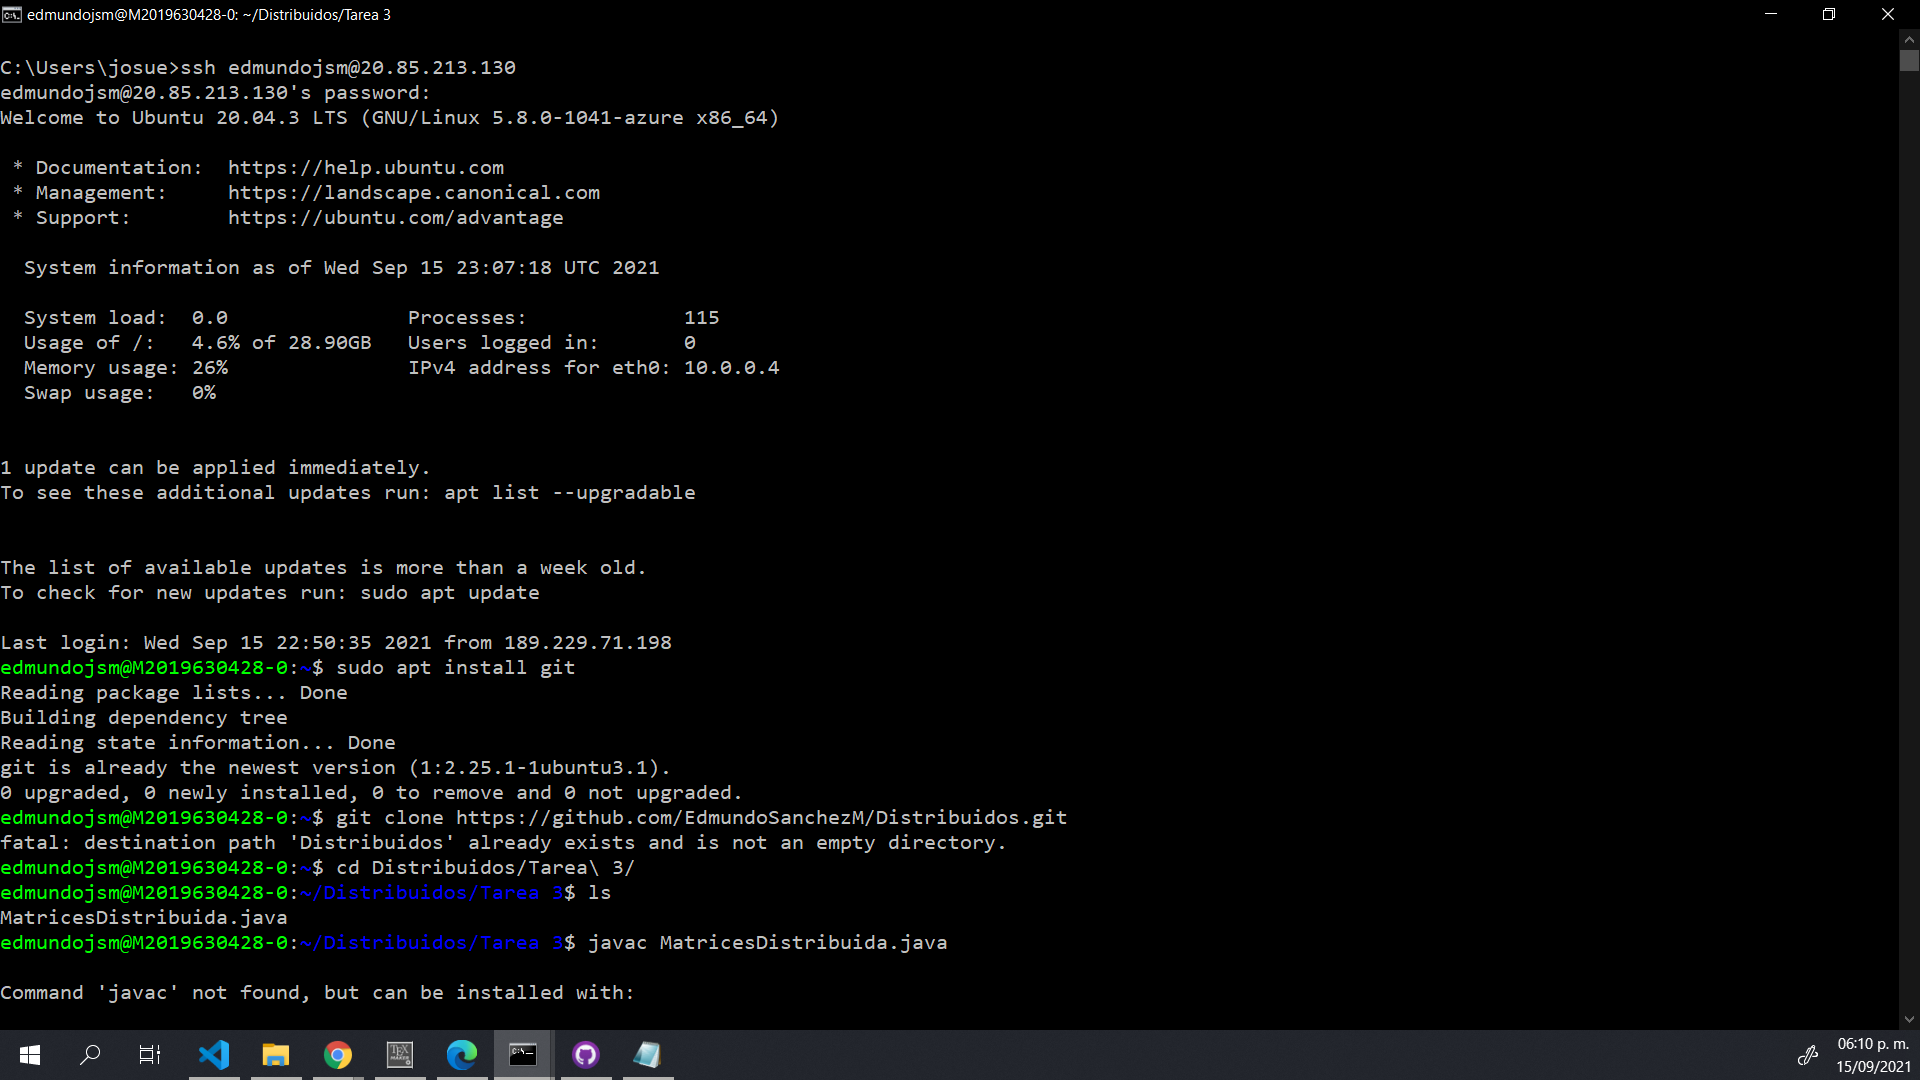 edmundojsm@M2019630428-0: ~/Distribuidos/Tarea 3
C:\Users\josue>ssh edmundojsm@20.85.213.130
edmundojsm@20.85.213.130's password:
Welcome to Ubuntu 20.04.3 LTS (GNU/Linux 5.8.0-1041-azure x86_64)
* Documentation:  https://help.ubuntu.com
* Management:     https://landscape.canonical.com
* Support:        https://ubuntu.com/advantage
System information as of Wed Sep 15 23:07:18 UTC 2021
System load:  0.0               Processes:             115
Usage of /:   4.6% of 28.90GB   Users logged in:       0
Memory usage: 26%               IPv4 address for eth0: 10.0.0.4
Swap usage:   0%
1 update can be applied immediately.
To see these additional updates run: apt list --upgradable
The list of available updates is more than a week old.
To check for new updates run: sudo apt update
Last login: Wed Sep 15 22:50:35 2021 from 189.229.71.198
edmundojsm@M2019630428-0:~$ sudo apt install git
Reading package lists... Done
Building dependency tree
Reading state information... Done
git is already the newest version (1:2.25.1-1ubuntu3.1).
0 upgraded, 0 newly installed, 0 to remove and 0 not upgraded.
edmundojsm@M2019630428-0:~$ git clone https://github.com/EdmundoSanchezM/Distribuidos.git
fatal: destination path 'Distribuidos' already exists and is not an empty directory.
edmundojsm@M2019630428-0:~$ cd Distribuidos/Tarea\ 3/
edmundojsm@M2019630428-0:~/Distribuidos/Tarea 3$ ls
MatricesDistribuida.java
edmundojsm@M2019630428-0:~/Distribuidos/Tarea 3$ javac MatricesDistribuida.java
Command 'javac' not found, but can be installed with:
06:10 p. m.
15/09/2021